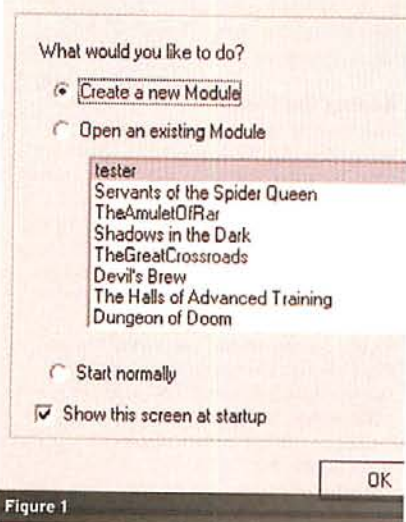 What would you like to do?
Create a new Module
Open an existing Module
tester
Servants of the Spider Queen
TheAmuletOfRar
Shadows in the Dark
TheGreatCrossroads
Devil's Brew
The Halls of Advanced Training
Dungeon of Doom
Start normally
Show this screen at startup
OK
Figure 1